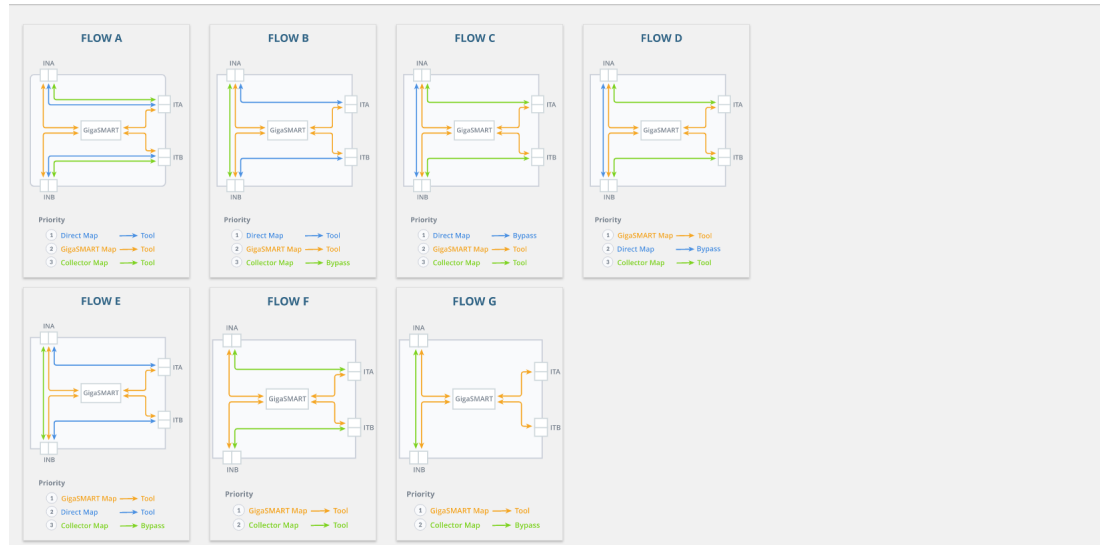 FLOW A
INA
ITA
GigaSMART
ITB
INB
Priority
1 Direct Map Tool
2 GigaSMART Map Tool
3 Collector Map Tool
FLOW B
INA
ITA
GigaSMART
ITB
INB
Priority
1 Direct Map Tool
2 GigaSMART Map Tool
3 Collector Map Bypass
FLOW C
INA
ITA
GigaSMART
ITB
INB
Priority
1 Direct Map Bypass
2 GigaSMART Map Tool
3 Collector Map Tool
FLOW D
INA
ITA
GigaSMART
ITB
INB
Priority
1 GigaSMART Map Tool
2 Direct Map Bypass
3 Collector Map Tool
FLOW E
INA
ITA
GigaSMART
ITB
INB
Priority
1 GigaSMART Map Tool
2 Direct Map Tool
3 Collector Map Bypass
FLOW F
INA
ITA
GigaSMART
ITB
INB
Priority
1 GigaSMART Map Tool
2 Collector Map Tool
FLOW G
INA
ITA
GigaSMART
ITB
INB
Priority
1 GigaSMART Map Tool
2 Collector Map Bypass